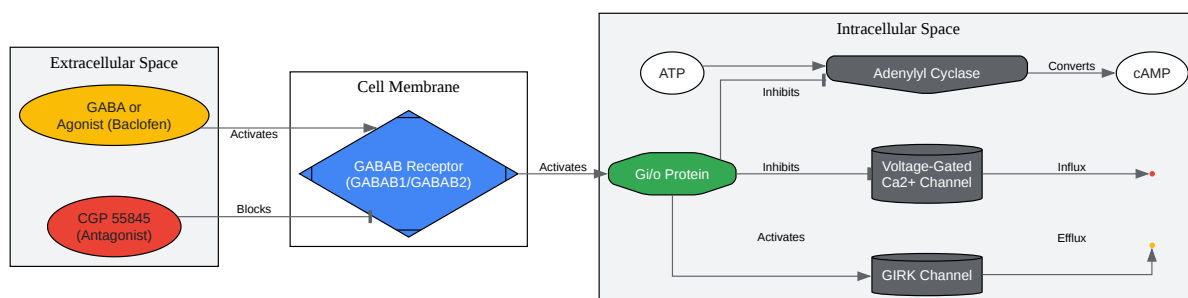 Extracellular Space
GABA or
Agonist (Baclofen)
Activates
CGP 55845
(Antagonist)
Blocks
Cell Membrane
GABAB Receptor
(GABAB1/GABAB2)
Activates
Intracellular Space
ATP
Adenylyl Cyclase
Converts
cAMP
Inhibits
Gi/o Protein
Inhibits
Voltage-Gated
Ca2+ Channel
Influx
Activates
GIRK Channel
Efflux